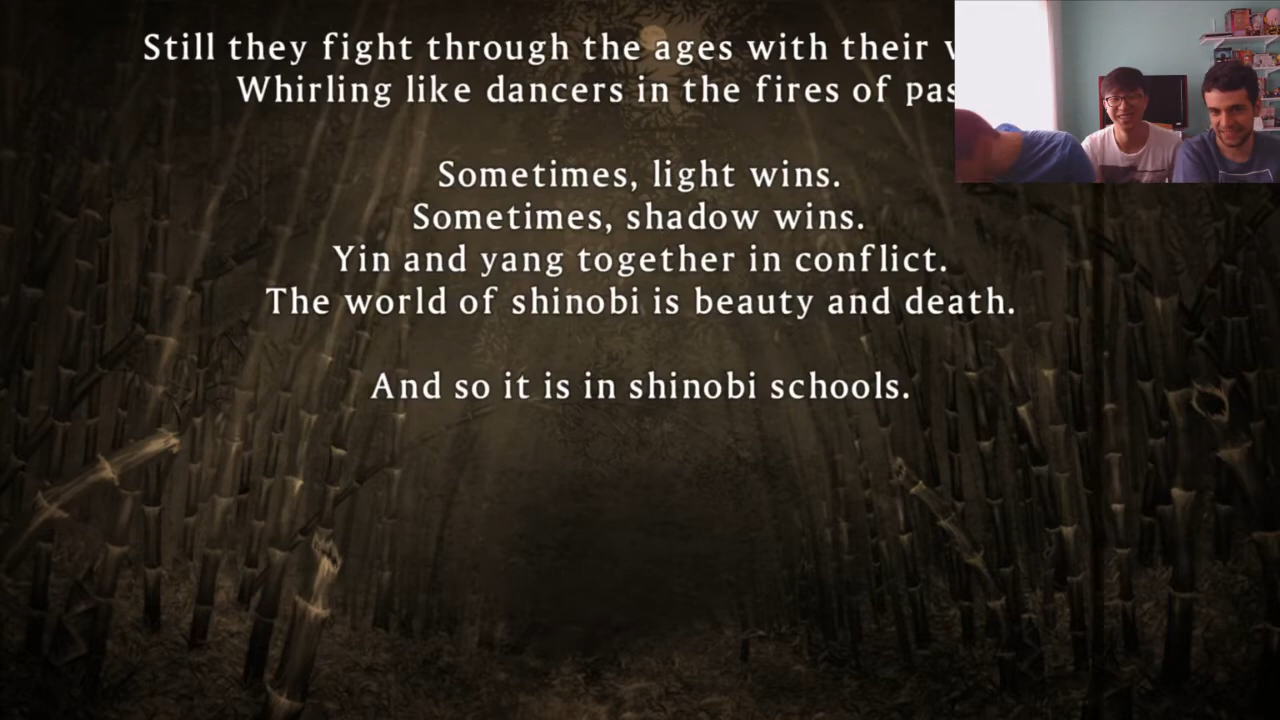 Still they fight through the ages with their
Whirling like dancers in the fires of
Sometimes, light wins.
Sometimes, shadow wins.
Yin and yang together in conflict.
The world of shinobi is beauty and death.
And so it is in shinobi schools.